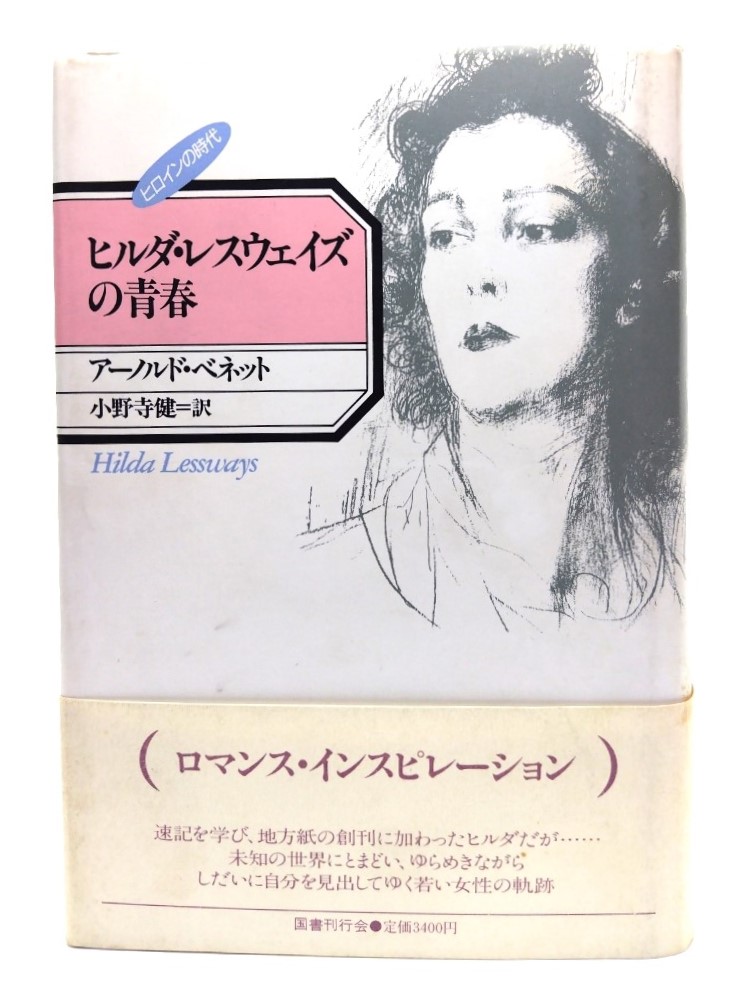 ヒロインの時代
ヒルダ・レスウェイズ
の青春
アーノルド・ベネット
小野寺健=訳
Hilda Lessways
(ロマンス・インスピレーション)
速記を学び、地方紙の創刊に加わったヒルダだが……
未知の世界にとまどい、ゆらめきながら
しだいに自分を見出してゆく若い女性の軌跡
国書刊行会●定価3400円